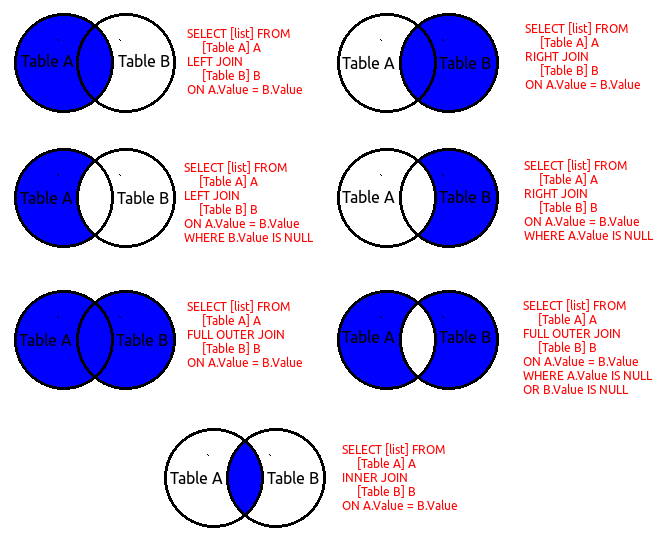 Table A Table B
SELECT [list] FROM
[Table A] A
LEFT JOIN
[Table B] B
ON A.Value = B.Value
Table A Table B
SELECT [list] FROM
[Table A] A
RIGHT JOIN
[Table B] B
ON A.Value = B.Value
Table A Table B
SELECT [list] FROM
[Table A] A
LEFT JOIN
[Table B] B
ON A.Value = B.Value
WHERE B.Value IS NULL
Table A Table B
SELECT [list] FROM
[Table A] A
RIGHT JOIN
[Table B] B
ON A.Value = B.Value
WHERE A.Value IS NULL
Table A Table B
SELECT [list] FROM
[Table A] A
FULL OUTER JOIN
[Table B] B
ON A.Value = B.Value
Table A Table B
SELECT [list] FROM
[Table A] A
FULL OUTER JOIN
[Table B] B
ON A.Value = B.Value
WHERE A.Value IS NULL
OR B.Value IS NULL
Table A Table B
SELECT [list] FROM
[Table A] A
INNER JOIN
[Table B] B
ON A.Value = B.Value